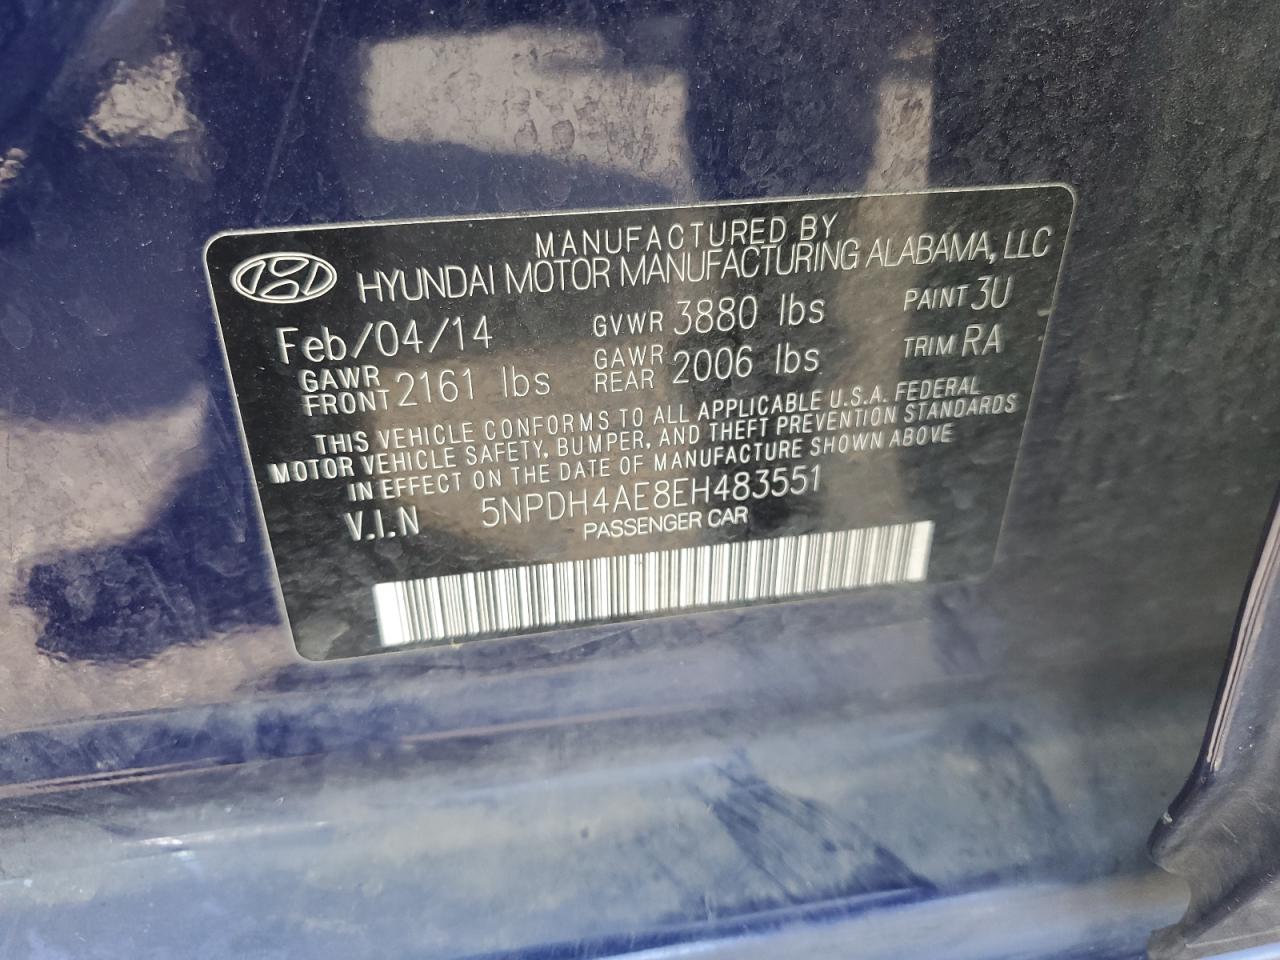 MANUFACTURED BY
HYUNDAI MOTOR MANUFACTURING ALABAMA, LLC
Feb/04/14 GVWR 3880 lbs PAINT 3U
GAWR FRONT 2161 lbs GAWR REAR 2006 lbs TRIM RA
THIS VEHICLE CONFORMS TO ALL APPLICABLE U.S.A. FEDERAL
MOTOR VEHICLE SAFETY, BUMPER, AND THEFT PREVENTION STANDARDS
IN EFFECT ON THE DATE OF MANUFACTURE SHOWN ABOVE
V.I.N 5NPDH4AE8EH483551
PASSENGER CAR